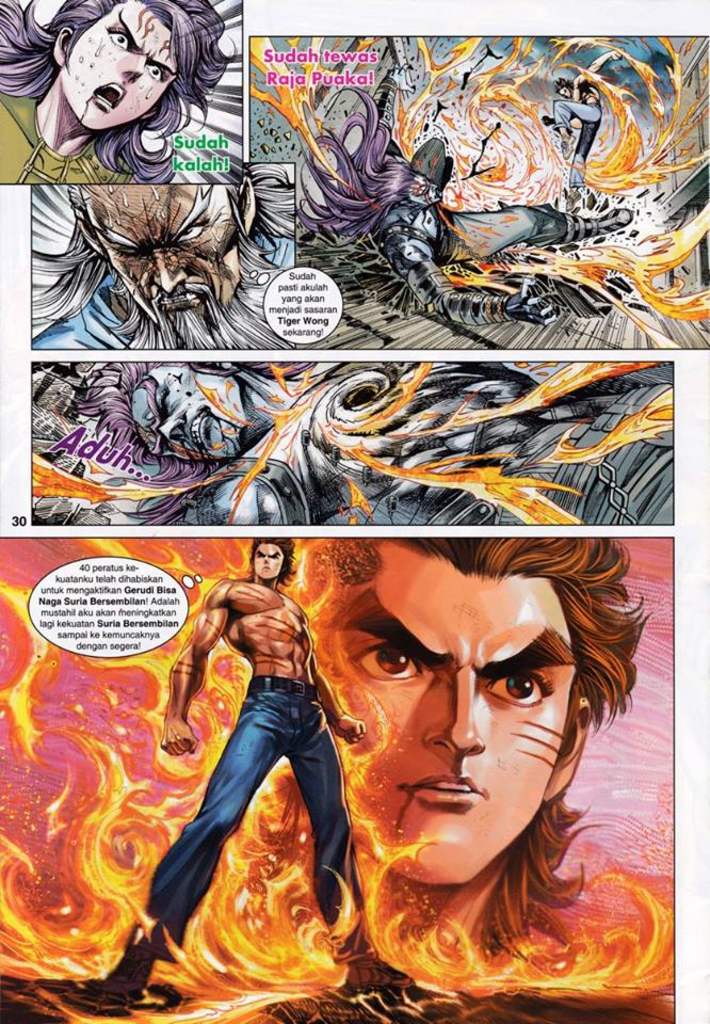 Sudah
kalah!
Sudah tewas
Raja Puaka!
Sudah
pasti akulah
yang akan
menjadi sasaran
Tiger Wong
sekarang!
Aduh...
30
40 peratus ke-
kuatanku telah dihabiskan
untuk mengaktifkan Gerudi Bisa
Naga Suria Bersembilan! Adalah
mustahil aku akan meningkatkan
lagi kekuatan Suria Bersembilan
sampai ke kemuncaknya
dengan segera!